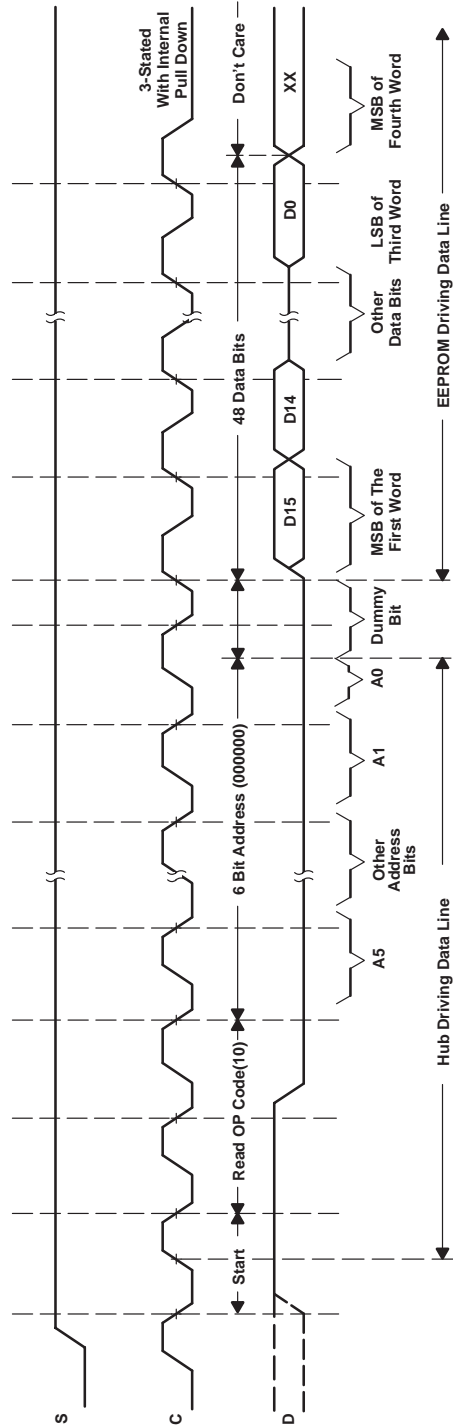 S
C
D
3-Stated
With Internal
Pull Down
Start
Read OP Code(10)
6 Bit Address (000000)
48 Data Bits
Don't Care
D15
D14
D0
XX
A5
Other
Address
Bits
A1
A0
Dummy
Bit
MSB of The
First Word
Other
Data Bits
LSB of
Third Word
MSB of
Fourth Word
Hub Driving Data Line
EEPROM Driving Data Line